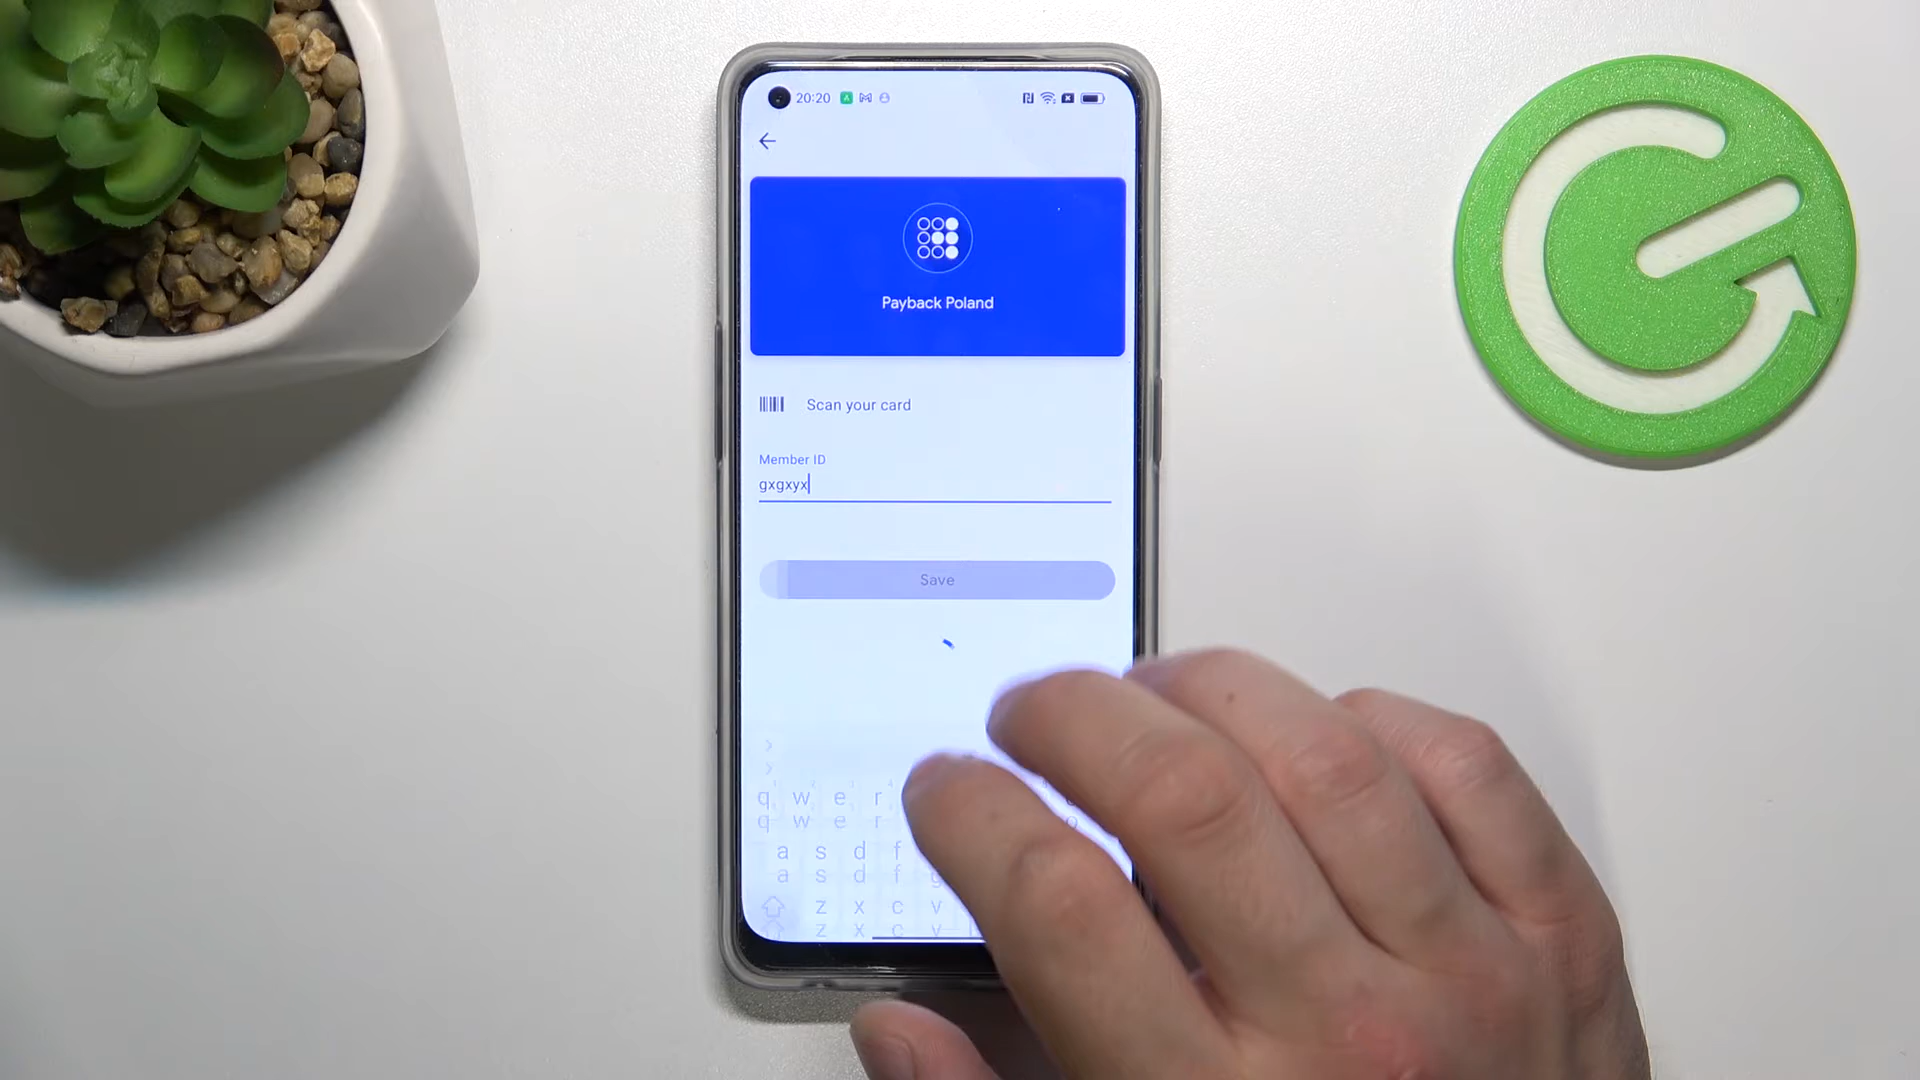 20:20
Payback Poland
Scan your card
Member ID
gxgxyx
Save
q w e r
q w e r o
a s d f
a s d f g
z x c v
z x c v